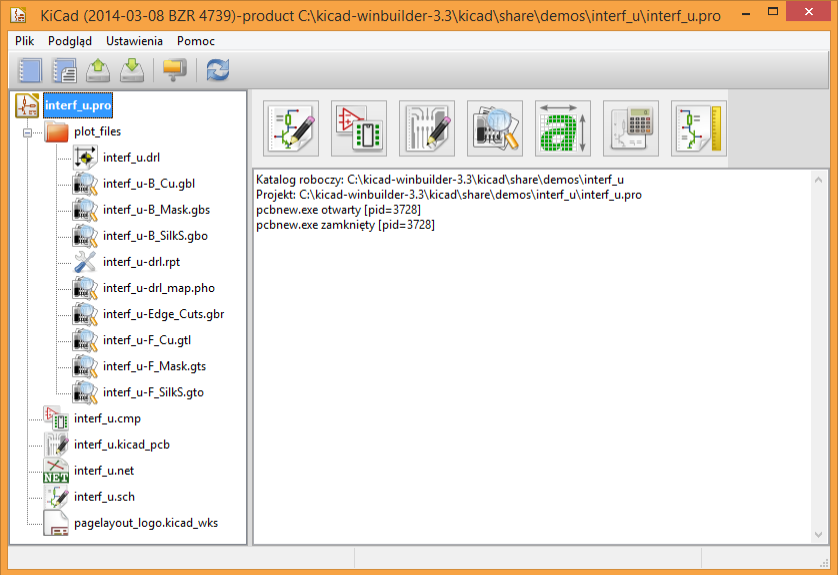 KiCad (2014-03-08 BZR 4739)-product C:\kicad-winbuilder-3.3\kicad\share\demos\interf_u\interf_u.pro
Plik Podgląd Ustawienia Pomoc
interf_u.pro
plot_files
interf_u.drl
interf_u-B_Cu.gbl
interf_u-B_Mask.gbs
interf_u-B_SilkS.gbo
interf_u-drl.rpt
interf_u-drl_map.pho
interf_u-Edge_Cuts.gbr
interf_u-F_Cu.gtl
interf_u-F_Mask.gts
interf_u-F_SilkS.gto
interf_u.cmp
interf_u.kicad_pcb
NET
interf_u.net
interf_u.sch
pagelayout_logo.kicad_wks
a
Katalog roboczy: C:\kicad-winbuilder-3.3\kicad\share\demos\interf_u
Projekt: C:\kicad-winbuilder-3.3\kicad\share\demos\interf_u\interf_u.pro
pcbnew.exe otwarty [pid=3728]
pcbnew.exe zamknięty [pid=3728]